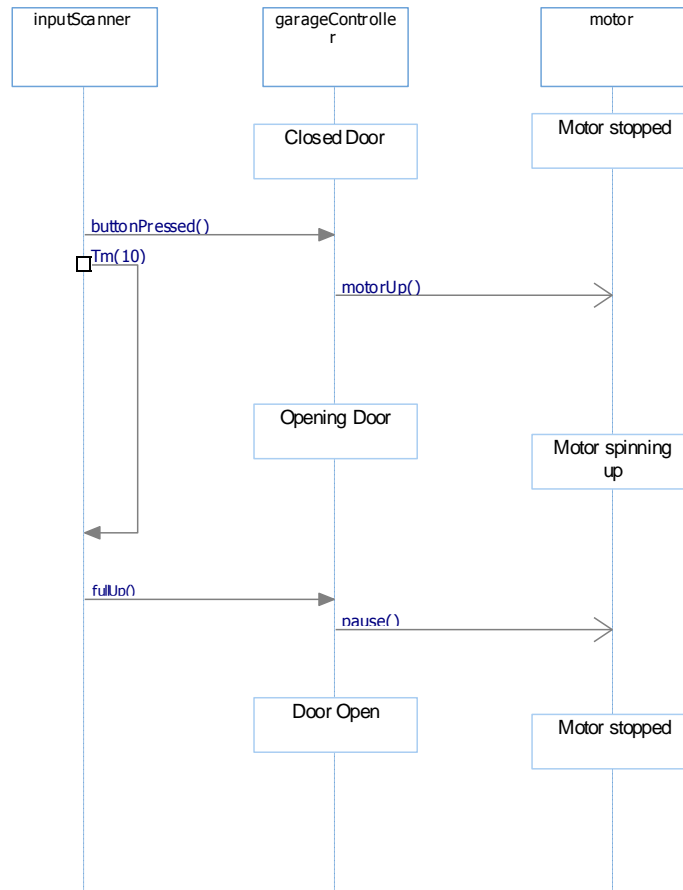 inputScanner
garageControlle
r
motor
Closed Door
Motor stopped
buttonPressed()
Tm(10)
motorUp()
Opening Door
Motor spinning
up
fullUp()
pause()
Door Open
Motor stopped